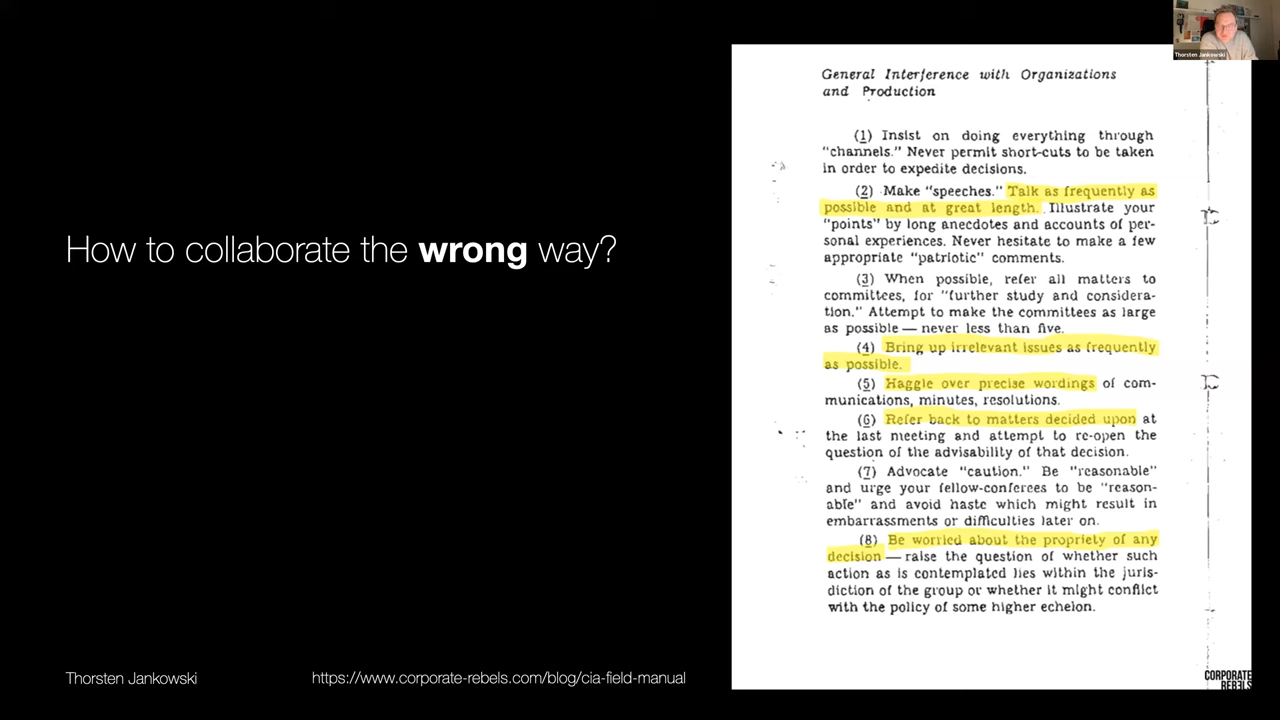 Thorsten Jankowski
General Interference with Organizations
and Production
(1) Insist on doing everything through
"channels." Never permit short-cuts to be taken
in order to expedite decisions.
(2) Make "speeches." Talk as frequently as
possible and at great length. Illustrate your
"points" by long anecdotes and accounts of per-
sonal experiences. Never hesitate to make a few
appropriate "patriotic" comments.
(3) When possible, refer all matters to
committees, for "further study and considera-
tion." Attempt to make the committees as large
as possible — never less than five.
(4) Bring up irrelevant issues as frequently
as possible.
(5) Haggle over precise wordings of com-
munications, minutes, resolutions.
(6) Refer back to matters decided upon at
the last meeting and attempt to re-open the
question of the advisability of that decision.
(7) Advocate "caution." Be "reasonable"
and urge your fellow-conferees to be "reason-
able" and avoid haste which might result in
embarrassments or difficulties later on.
(8) Be worried about the propriety of any
decision — raise the question of whether such
action as is contemplated lies within the juris-
diction of the group or whether it might conflict
with the policy of some higher echelon.
How to collaborate the wrong way?
Thorsten Jankowski
https://www.corporate-rebels.com/blog/cia-field-manual
CORPORATE
REBELS